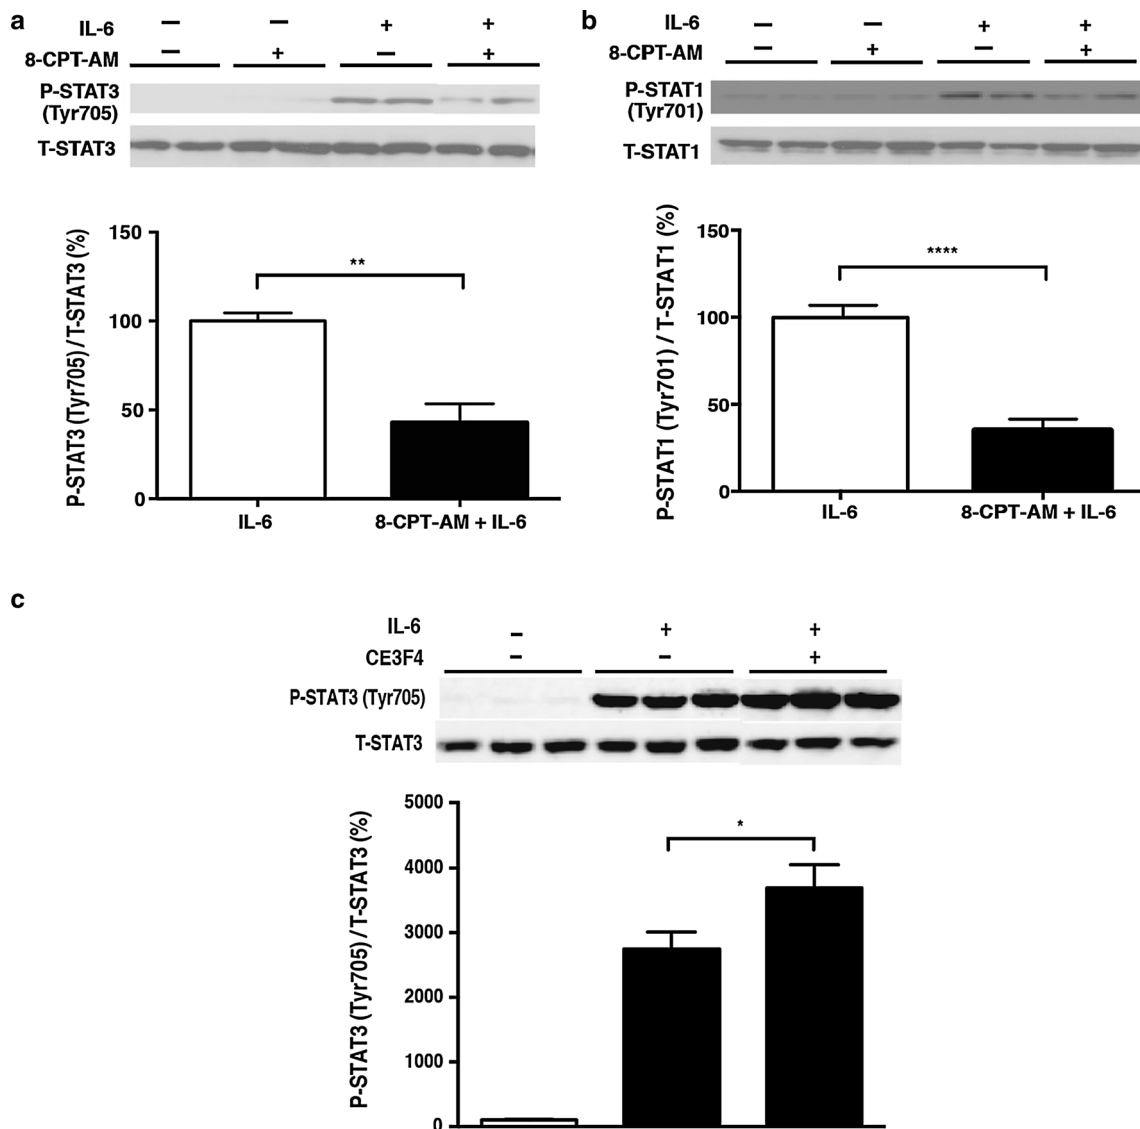 a
IL-6 – – + +
8-CPT-AM – + – +
P-STAT3
(Tyr705)
T-STAT3
P-STAT3 (Tyr705) / T-STAT3 (%)
150
100
50
0
**
IL-6
8-CPT-AM + IL-6
b
IL-6 – – + +
8-CPT-AM – + – +
P-STAT1
(Tyr701)
T-STAT1
P-STAT1 (Tyr701) / T-STAT1 (%)
150
100
50
0
****
IL-6
8-CPT-AM + IL-6
c
IL-6 – + +
CE3F4 – – +
P-STAT3 (Tyr705)
T-STAT3
P-STAT3 (Tyr705) / T-STAT3 (%)
5000
4000
3000
2000
1000
0
*